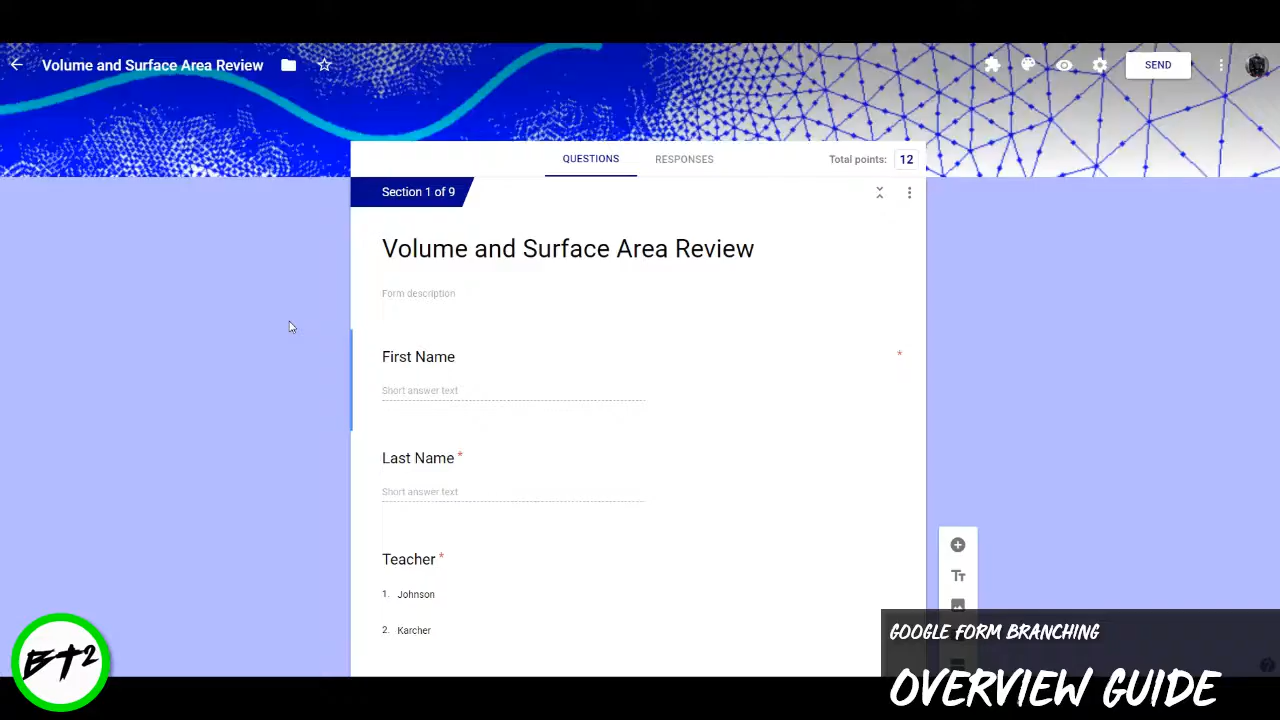 Volume and Surface Area Review
SEND
QUESTIONS
RESPONSES
Total points: 12
Section 1 of 9
Volume and Surface Area Review
Form description
First Name *
Short answer text
Last Name *
Short answer text
Teacher *
1. Johnson
2. Karcher
Tт
GOOGLE FORM BRANCHING
OVERVIEW GUIDE
BT2